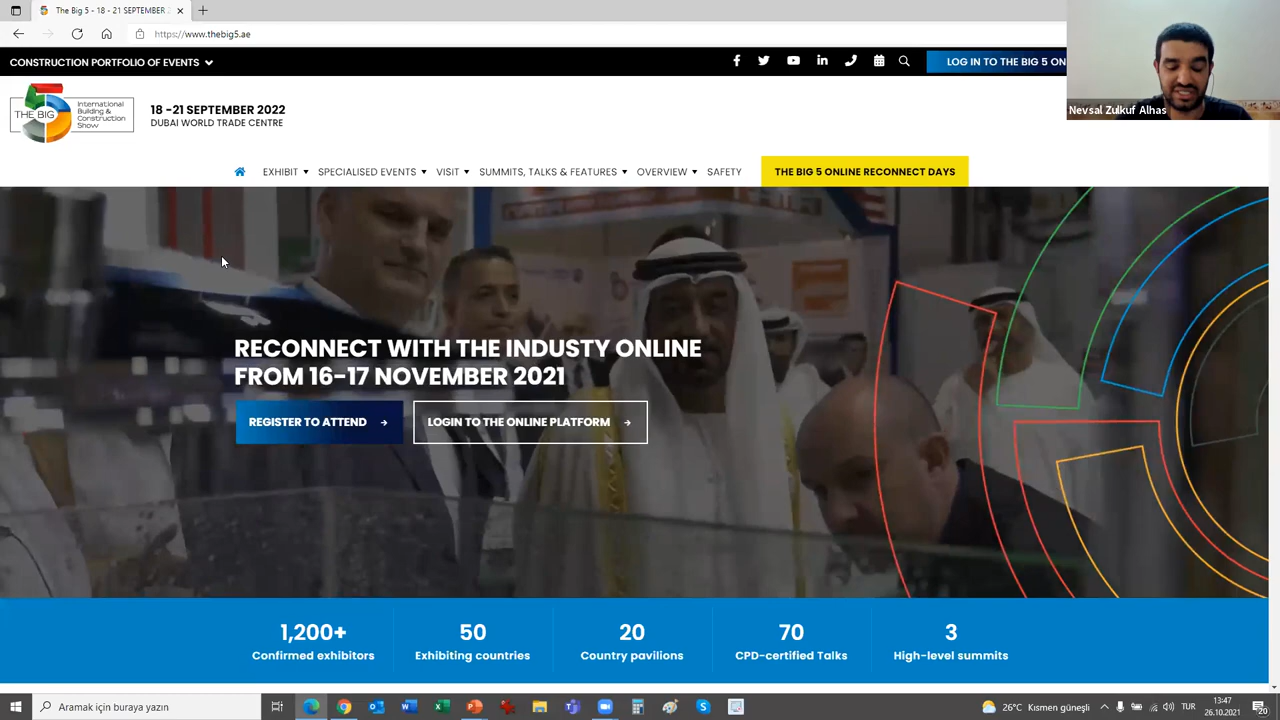 The Big 5 - 18 - 21 SEPTEMBER
https://www.thebig5.ae
CONSTRUCTION PORTFOLIO OF EVENTS
LOG IN TO THE BIG 5 ON
Nevsal Zulkuf Alhas
THE BIG 5
International
Building &
Construction
Show
18 -21 SEPTEMBER 2022
DUBAI WORLD TRADE CENTRE
EXHIBIT SPECIALISED EVENTS VISIT SUMMITS, TALKS & FEATURES OVERVIEW SAFETY THE BIG 5 ONLINE RECONNECT DAYS
RECONNECT WITH THE INDUSTY ONLINE
FROM 16-17 NOVEMBER 2021
REGISTER TO ATTEND → LOGIN TO THE ONLINE PLATFORM →
1,200+ 50 20 70 3
Confirmed exhibitors Exhibiting countries Country pavilions CPD-certified Talks High-level summits
Aramak için buraya yazın
26°C Kısmen güneşli
TUR
13:47
26.10.2021
20